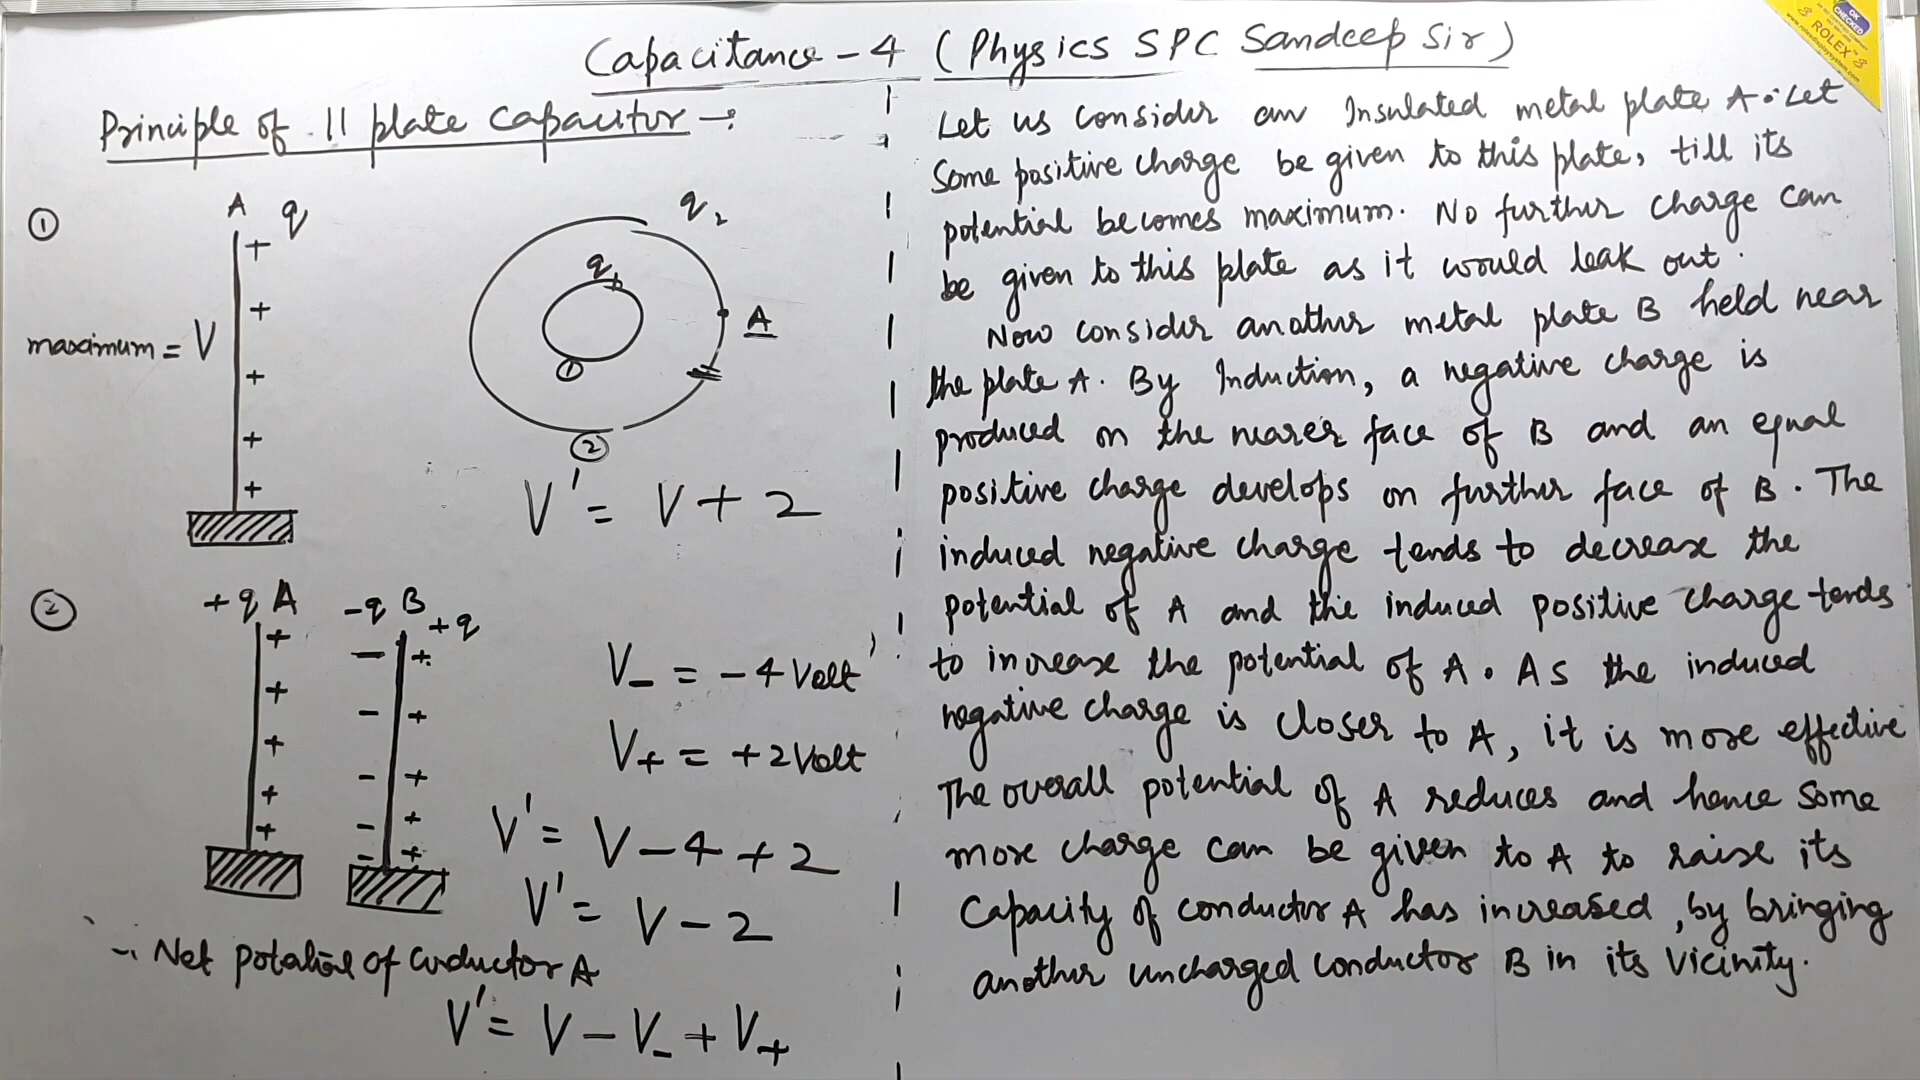 Capacitance - 4 (Physics SPC Sandeep Sir)
Principle of || plate capacitor →:
①
A q
+
+
maximum = V
+
+
+
q₂
q₁
A
①
②
V' = V + 2
②
+q A -q B +q
V₋ = -4 Volt
V₊ = +2 Volt
V' = V - 4 + 2
V' = V - 2
∴ Net potential of conductor A
V' = V - V₋ + V₊
Let us consider an Insulated metal plate A. Let
Some positive charge be given to this plate, till its
potential becomes maximum. No further charge can
be given to this plate as it would leak out.
Now consider another metal plate B held near
the plate A. By Induction, a negative charge is
produced on the nearer face of B and an equal
positive charge develops on further face of B. The
induced negative charge tends to decrease the
potential of A and the induced positive charge tends
to increase the potential of A. As the induced
negative charge is closer to A, it is more effective
The overall potential of A reduces and hence some
more charge can be given to A to raise its
Capacity of conductor A has increased, by bringing
another uncharged conductor B in its vicinity.
OK
CHECKED
ROLEX